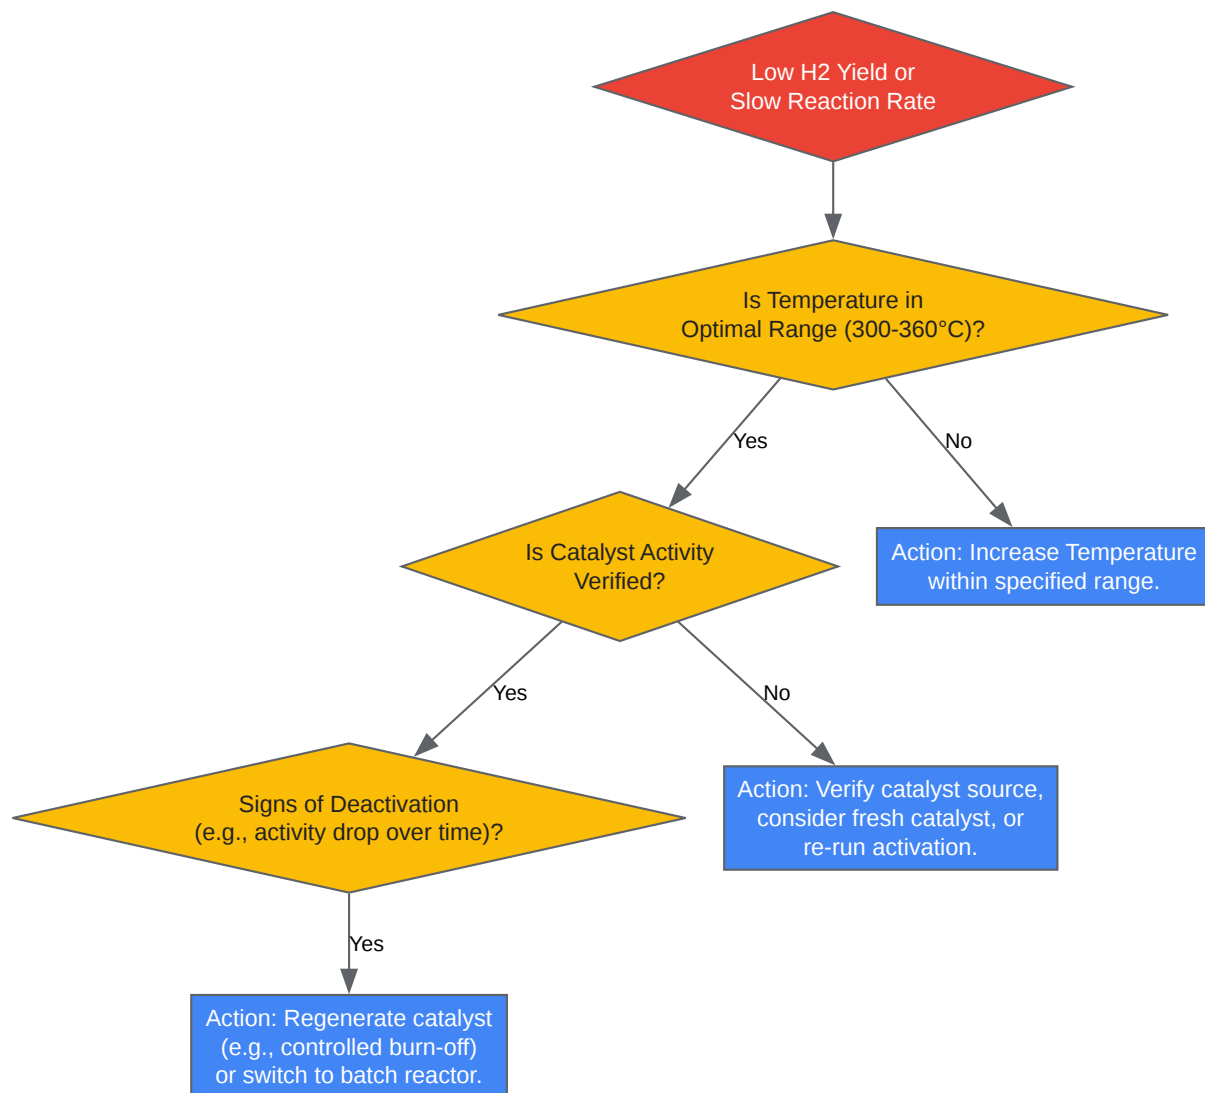 Low H2 Yield or
Slow Reaction Rate
Is Temperature in
Optimal Range (300-360°C)?
Yes
No
Is Catalyst Activity
Verified?
Action: Increase Temperature
within specified range.
Yes
No
Signs of Deactivation
(e.g., activity drop over time)?
Action: Verify catalyst source,
consider fresh catalyst, or
re-run activation.
Yes
Action: Regenerate catalyst
(e.g., controlled burn-off)
or switch to batch reactor.